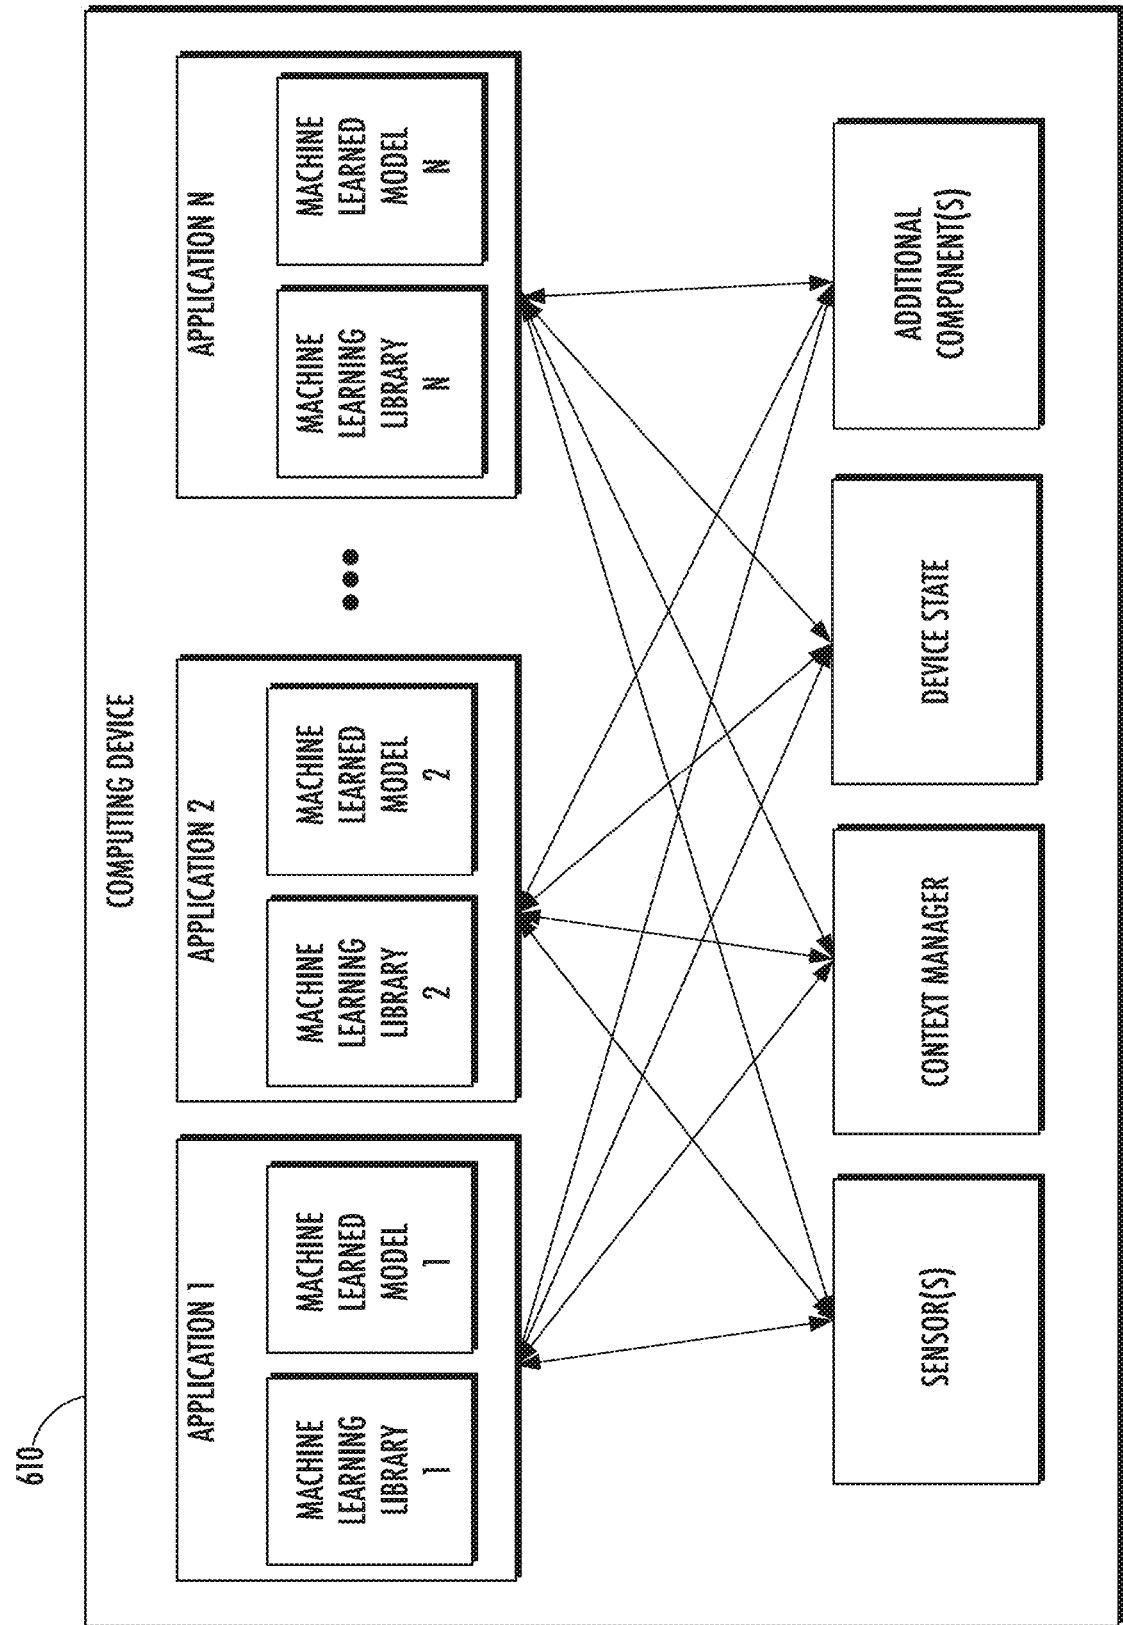 610
COMPUTING DEVICE
APPLICATION 1
MACHINE
LEARNING
LIBRARY
1
MACHINE
LEARNED
MODEL
1
APPLICATION 2
MACHINE
LEARNING
LIBRARY
2
MACHINE
LEARNED
MODEL
2
APPLICATION N
MACHINE
LEARNING
LIBRARY
N
MACHINE
LEARNED
MODEL
N
SENSOR(S)
CONTEXT MANAGER
DEVICE STATE
ADDITIONAL
COMPONENT(S)